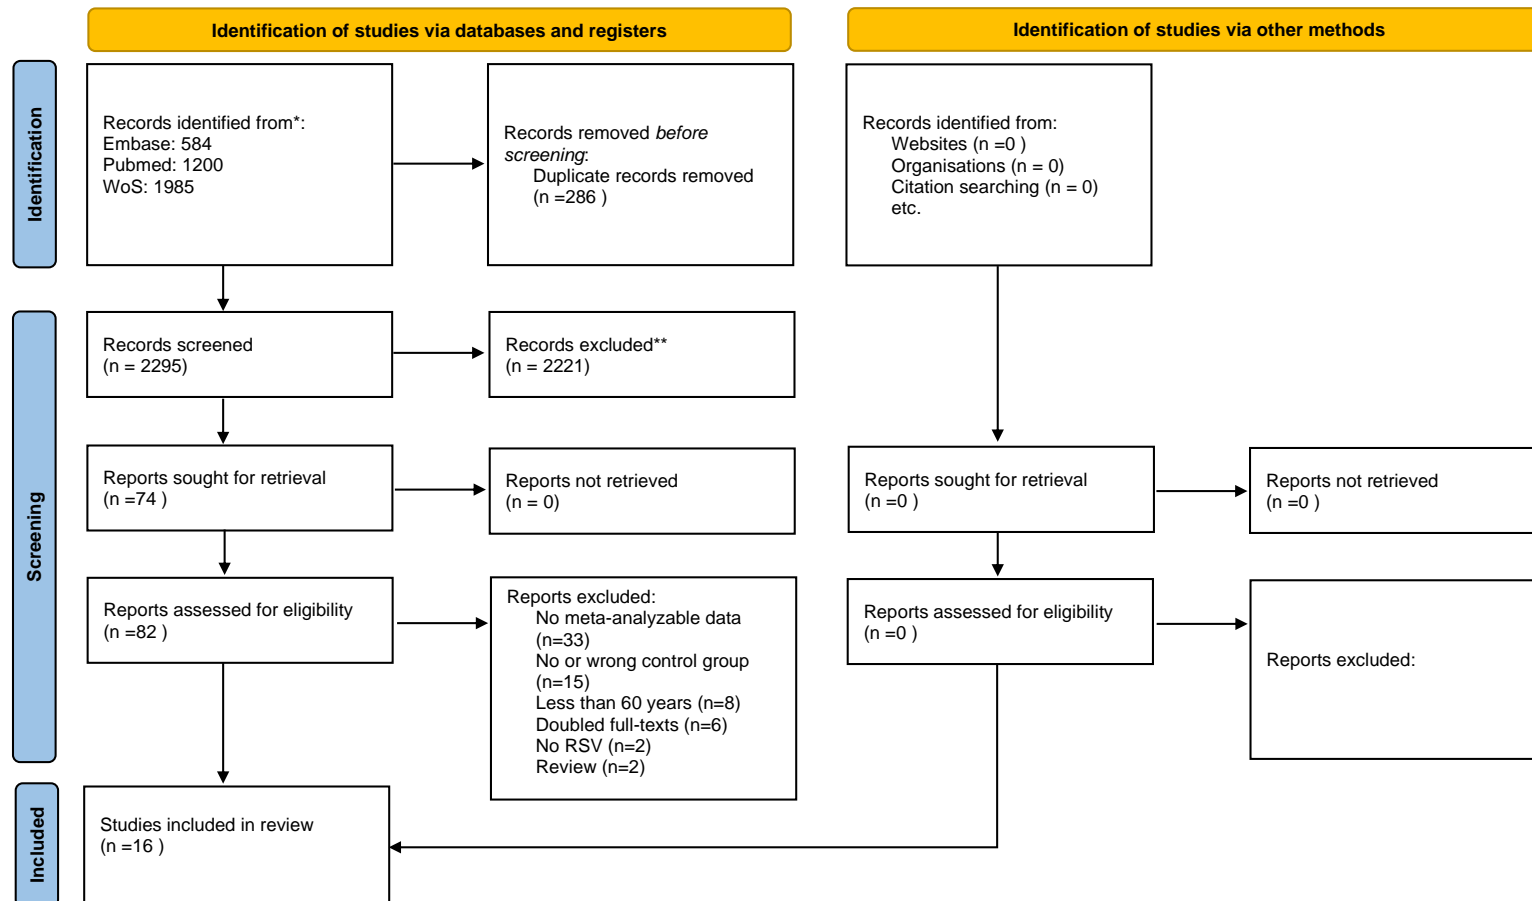 Identification of studies via databases and registers
Identification of studies via other methods
Identification
Records identified from*:
Embase: 584
Pubmed: 1200
WoS: 1985
Records removed before
screening:
Duplicate records removed
(n =286 )
Records identified from:
Websites (n =0 )
Organisations (n = 0)
Citation searching (n = 0)
etc.
Screening
Records screened
(n = 2295)
Records excluded**
(n = 2221)
Reports sought for retrieval
(n =74 )
Reports not retrieved
(n = 0)
Reports sought for retrieval
(n =0 )
Reports not retrieved
(n =0 )
Reports assessed for eligibility
(n =82 )
Reports excluded:
No meta-analyzable data
(n=33)
No or wrong control group
(n=15)
Less than 60 years (n=8)
Doubled full-texts (n=6)
No RSV (n=2)
Review (n=2)
Reports assessed for eligibility
(n =0 )
Reports excluded:
Included
Studies included in review
(n =16 )